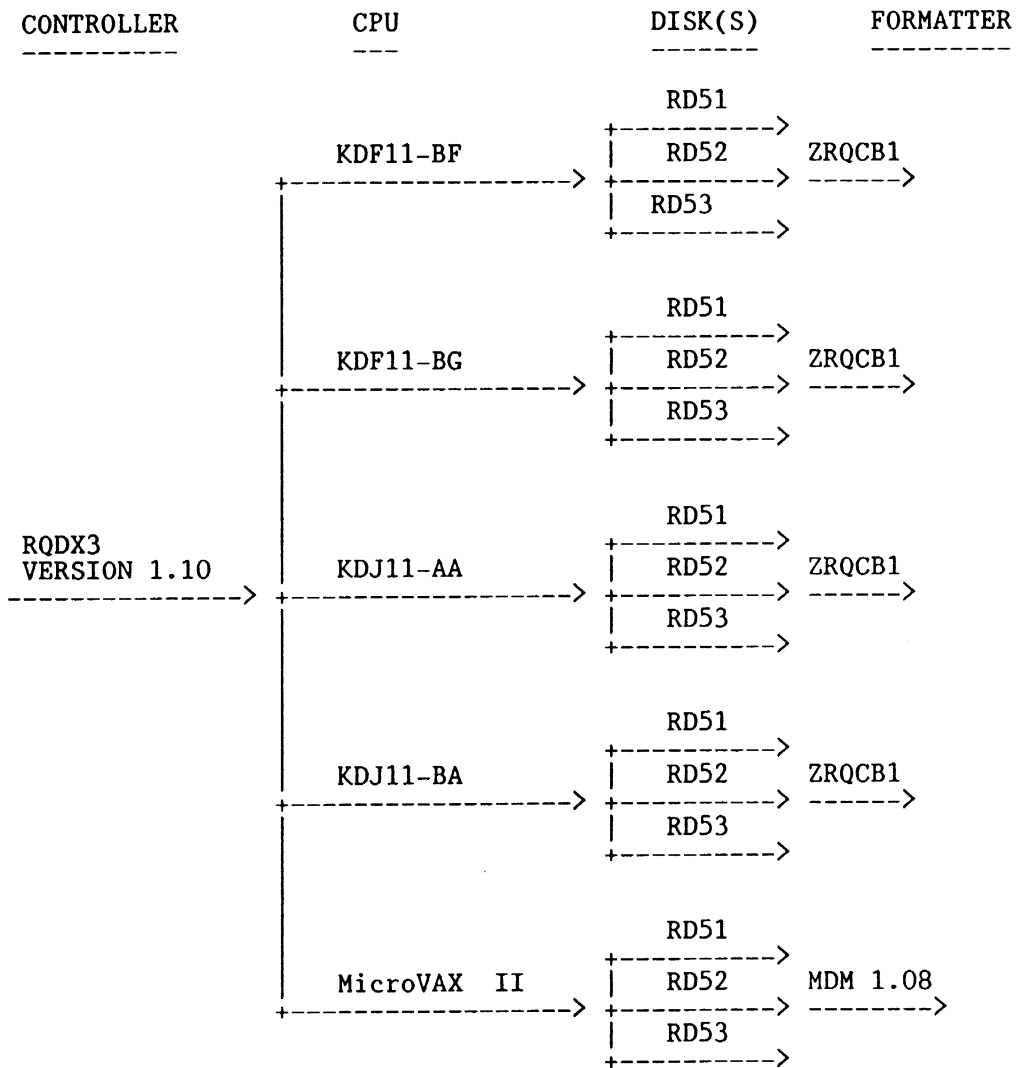 CONTROLLER CPU DISK(S) FORMATTER
RD51
KDF11-BF RD52 ZRQCB1
RD53
RD51
KDF11-BG RD52 ZRQCB1
RD53
RD51
RQDX3
VERSION 1.10 KDJ11-AA RD52 ZRQCB1
RD53
RD51
KDJ11-BA RD52 ZRQCB1
RD53
RD51
MicroVAX II RD52 MDM 1.08
RD53